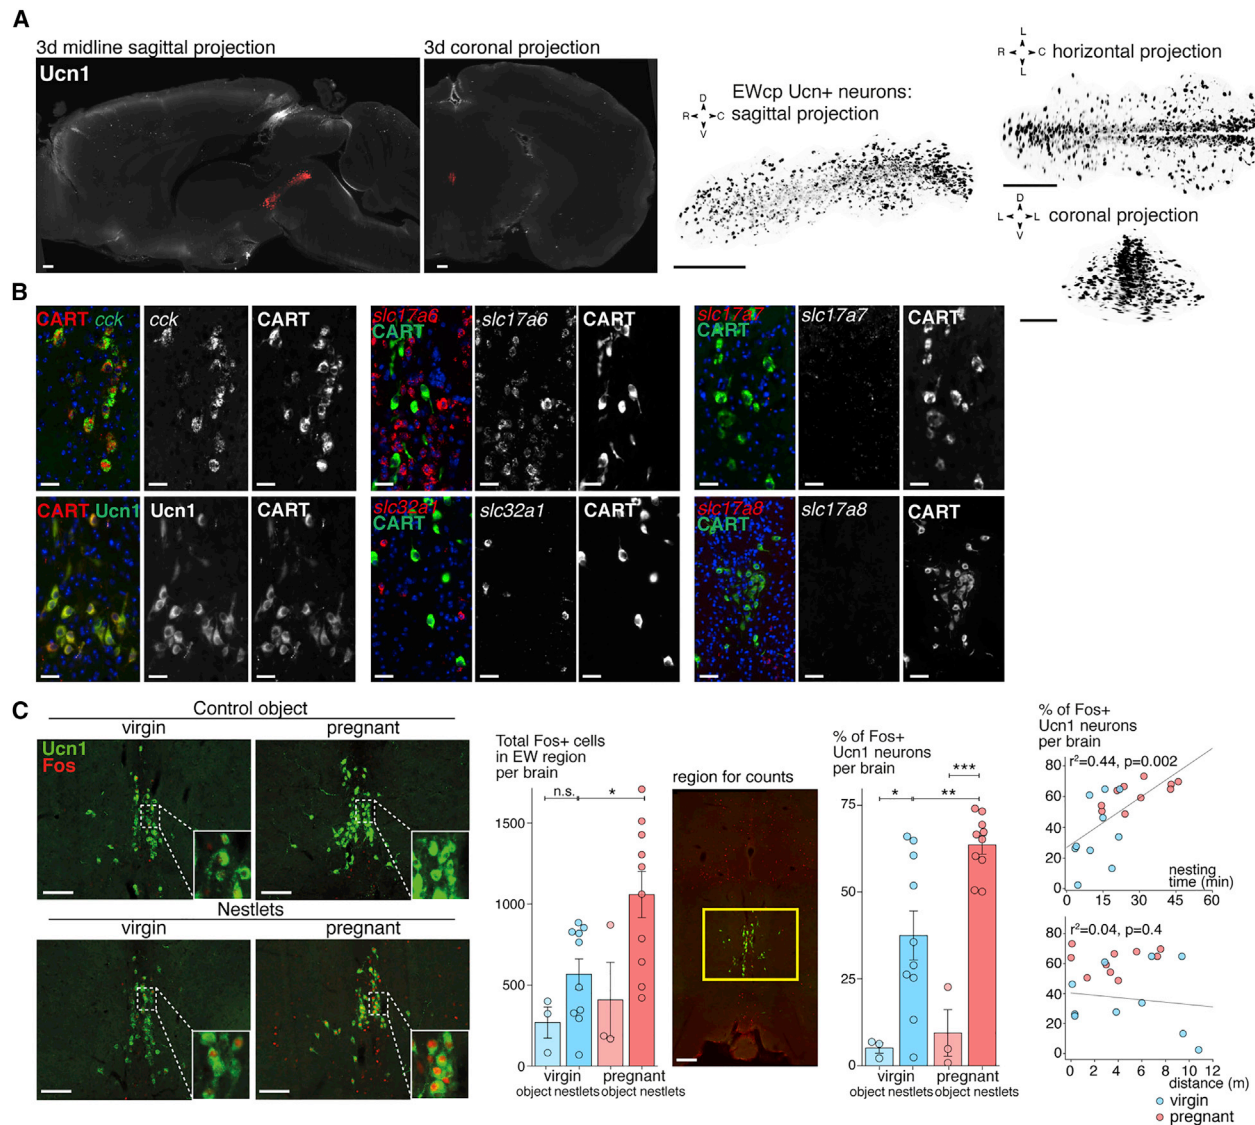 A
3d midline sagittal projection
Ucn1
3d coronal projection
EWcp Ucn+ neurons:
sagittal projection
D
R C
V
L
R C
L
horizontal projection
D
L L
V
coronal projection
B
CART cck
cck
CART
slc17a6
CART
slc17a6
CART
slc17a7
CART
slc17a7
CART
CART Ucn1
Ucn1
CART
slc32a1
CART
slc32a1
CART
slc17a8
CART
slc17a8
CART
C
Control object
virgin
pregnant
Ucn1
Fos
Nestlets
virgin
pregnant
Total Fos+ cells
in EW region
per brain
n.s.
*
1500
1000
500
0
virgin
pregnant
object nestlets
object nestlets
region for counts
% of Fos+
Ucn1 neurons
per brain
***
*
**
75
50
25
0
virgin
pregnant
object nestlets
object nestlets
% of Fos+
Ucn1 neurons
per brain
r²=0.44, p=0.002
80
60
40
20
0
nesting
time (min)
0 15 30 45 60
r²=0.04, p=0.4
80
60
40
20
0
0 2 4 6 8 10 12
distance (m)
virgin
pregnant